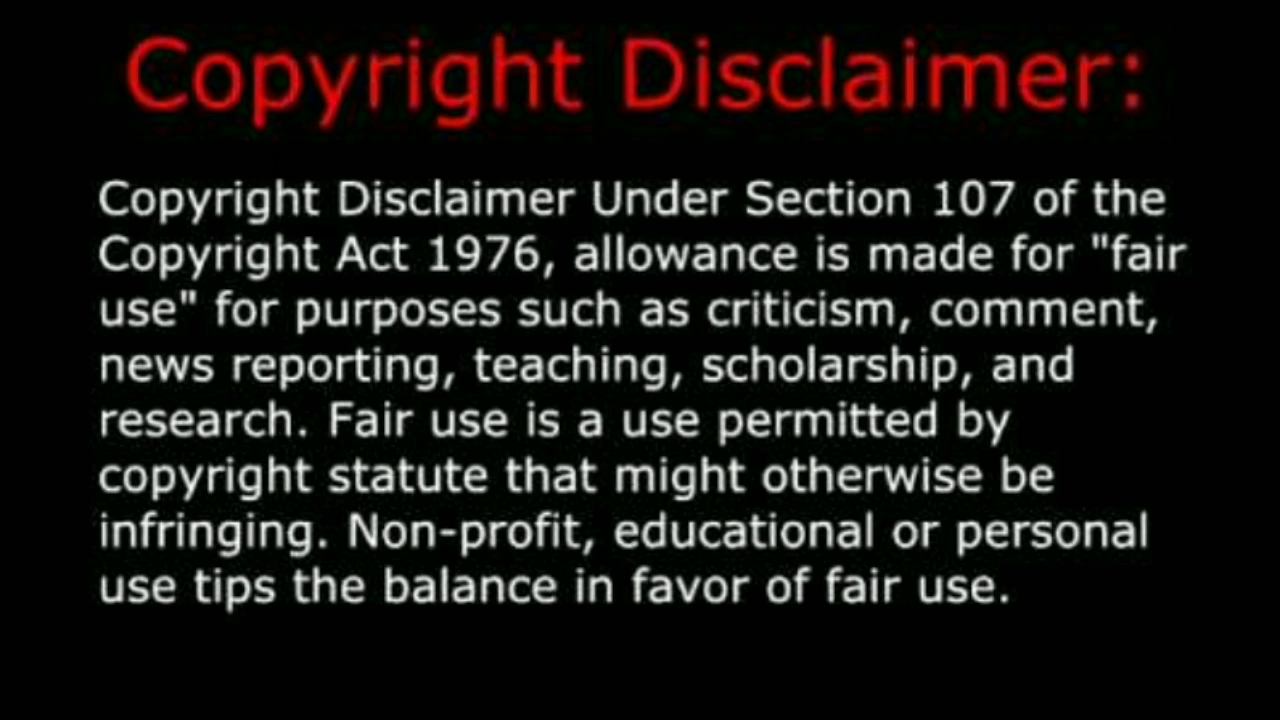 Copyright Disclaimer:
Copyright Disclaimer Under Section 107 of the
Copyright Act 1976, allowance is made for "fair
use" for purposes such as criticism, comment,
news reporting, teaching, scholarship, and
research. Fair use is a use permitted by
copyright statute that might otherwise be
infringing. Non-profit, educational or personal
use tips the balance in favor of fair use.